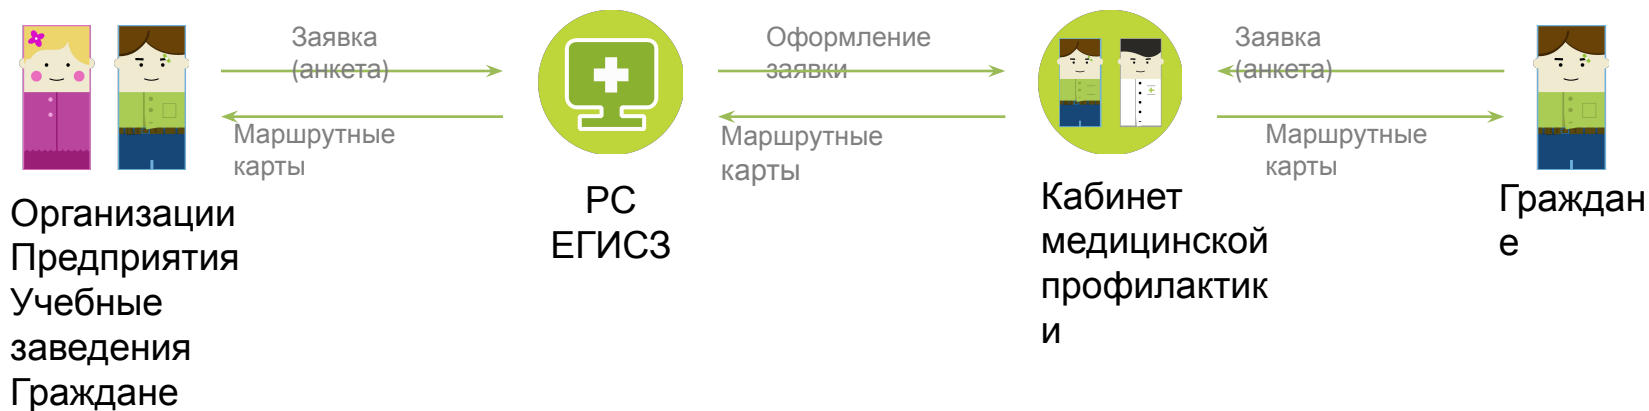 Заявка
(анкета)
Маршрутные
карты
Оформление
заявки
Маршрутные
карты
Заявка
(анкета)
Маршрутные
карты
Организации
Предприятия
Учебные
заведения
Граждане
РС
ЕГИСЗ
Кабинет
медицинской
профилактик
и
Граждан
е